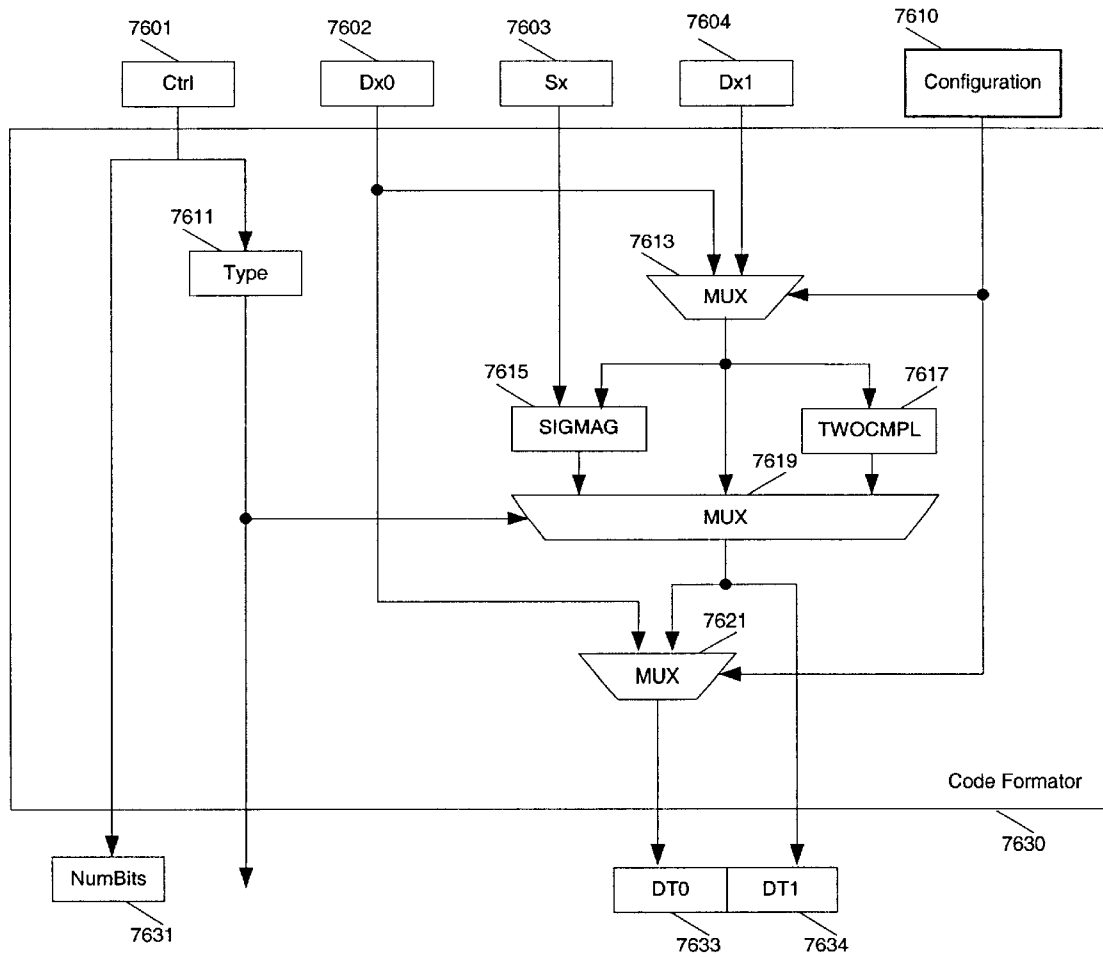 7601
7602
7603
7604
7610
Ctrl
Dx0
Sx
Dx1
Configuration
7611
Type
7613
MUX
7615
7617
SIGMAG
TWOCMPL
7619
MUX
7621
MUX
Code Formator
7630
NumBits
DT0
DT1
7631
7633
7634